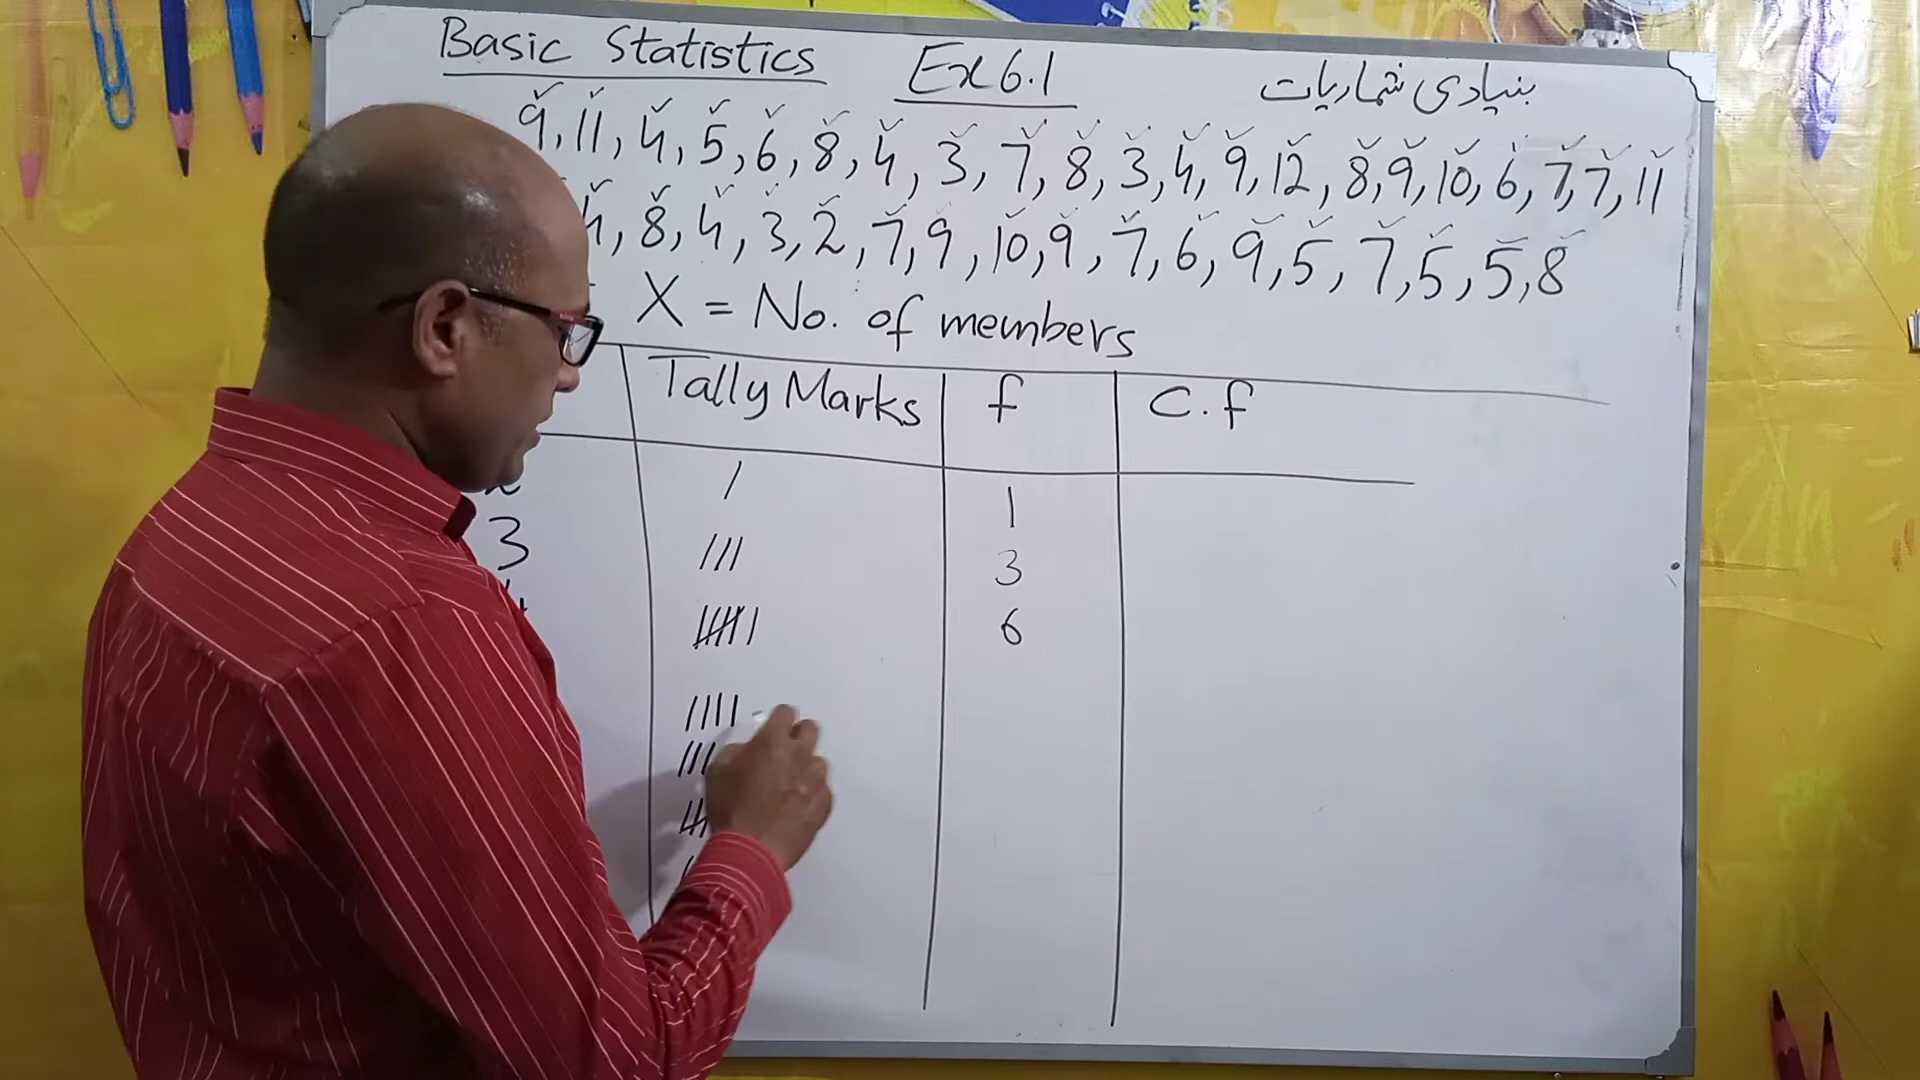 Basic Statistics Ex 6.1 بنیادی شماریات
9, 11, 4, 5, 6, 8, 4, 3, 7, 8, 3, 4, 9, 12, 8, 9, 10, 6, 7, 7, 11
4, 8, 4, 3, 2, 7, 9, 10, 9, 7, 6, 9, 5, 7, 5, 5, 8
X = No. of members
Tally Marks f C.f
/ 1
3 /// 3
6
////